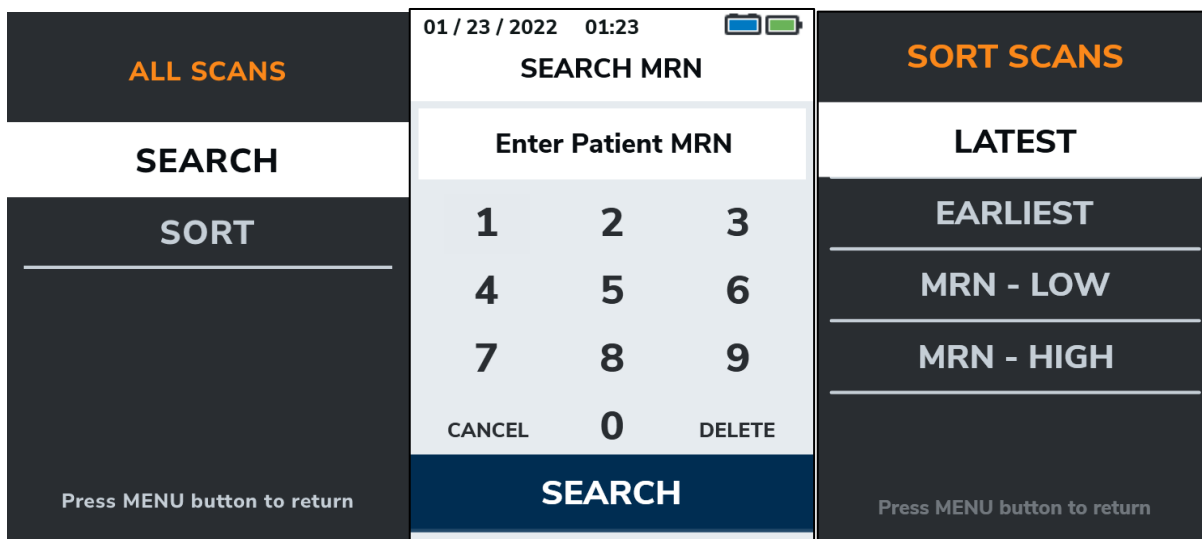 ALL SCANS
SEARCH
SORT
Press MENU button to return
01 / 23 / 2022 01:23
SEARCH MRN
Enter Patient MRN
1 2 3
4 5 6
7 8 9
CANCEL 0 DELETE
SEARCH
SORT SCANS
LATEST
EARLIEST
MRN - LOW
MRN - HIGH
Press MENU button to return